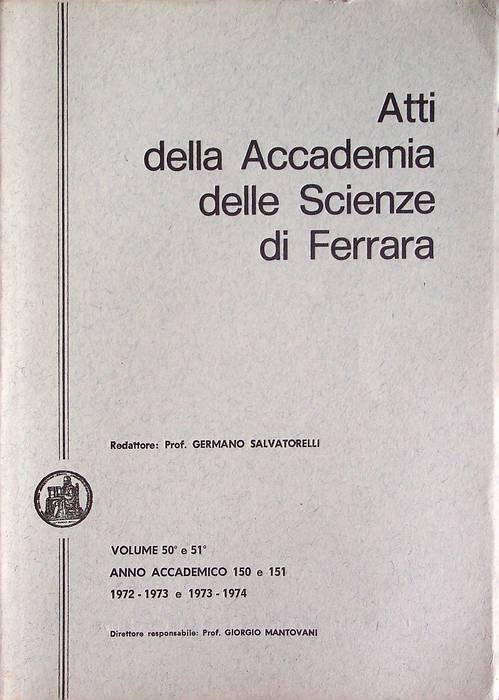 Atti
della Accademia
delle Scienze
di Ferrara
Redattore: Prof. GERMANO SALVATORELLI
VOLUME 50° e 51°
ANNO ACCADEMICO 150 e 151
1972 - 1973 e 1973 - 1974
Direttore responsabile: Prof. GIORGIO MANTOVANI